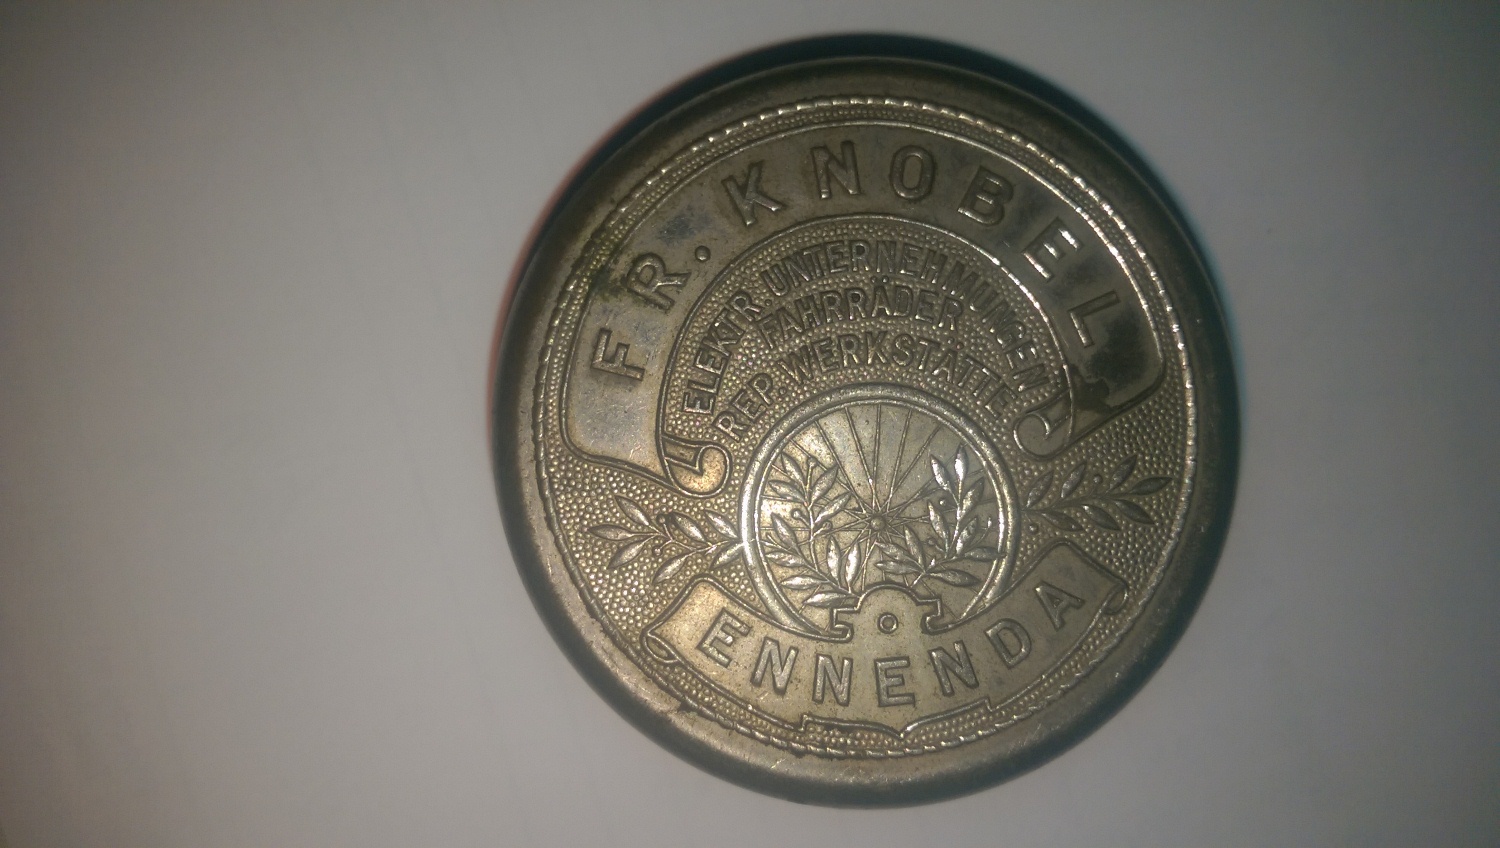 FR. KNOBEL
ELEKTR. UNTERNEHMUNGEN
FAHRRÄDER
REP. WERKSTÄTTE
ENNENDA